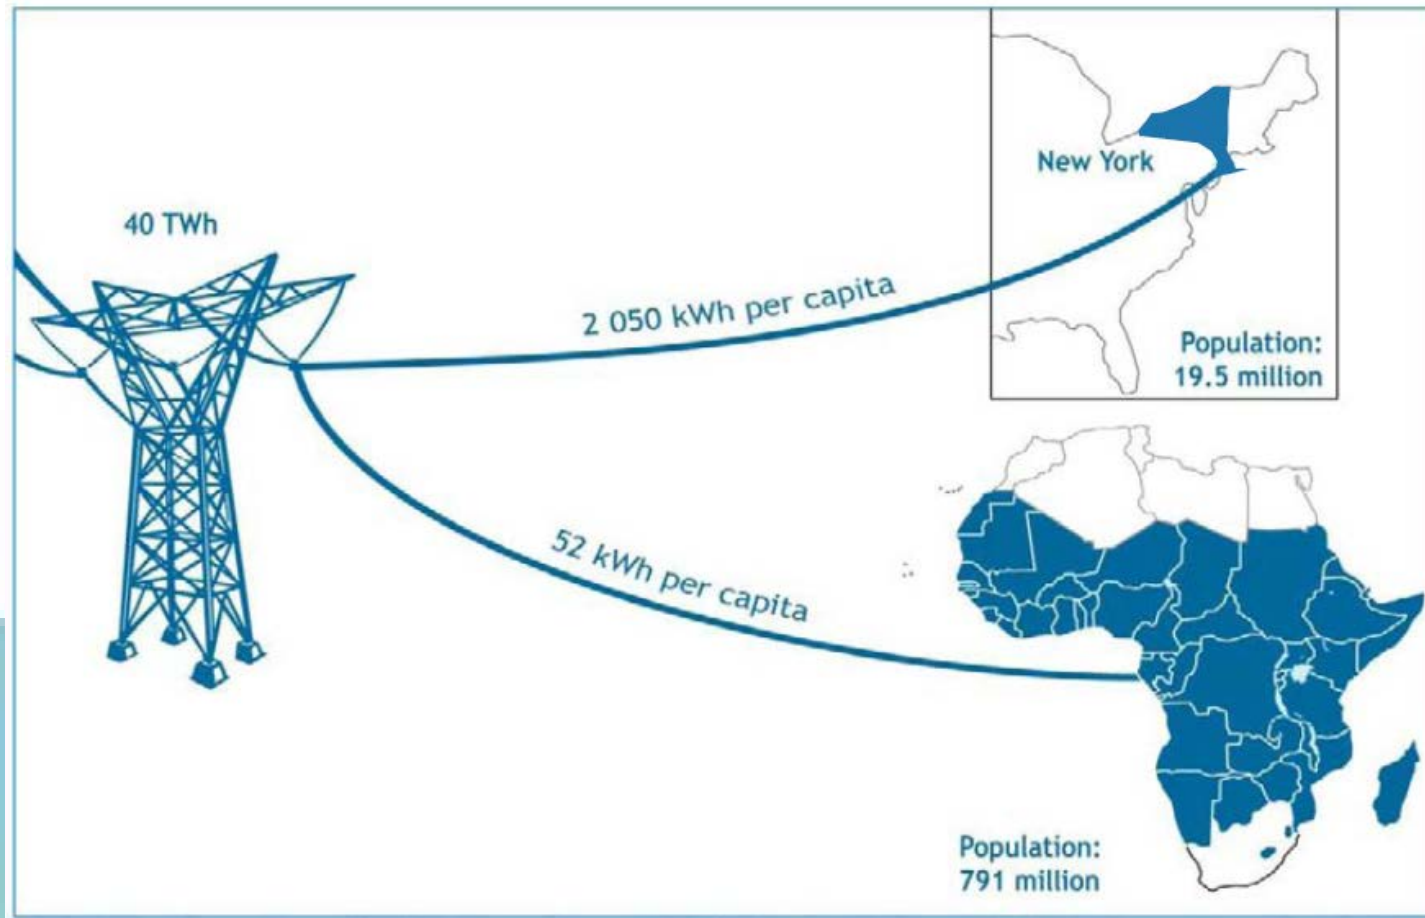 40 TWh
2 050 kWh per capita
New York
Population:
19.5 million
52 kWh per capita
Population:
791 million